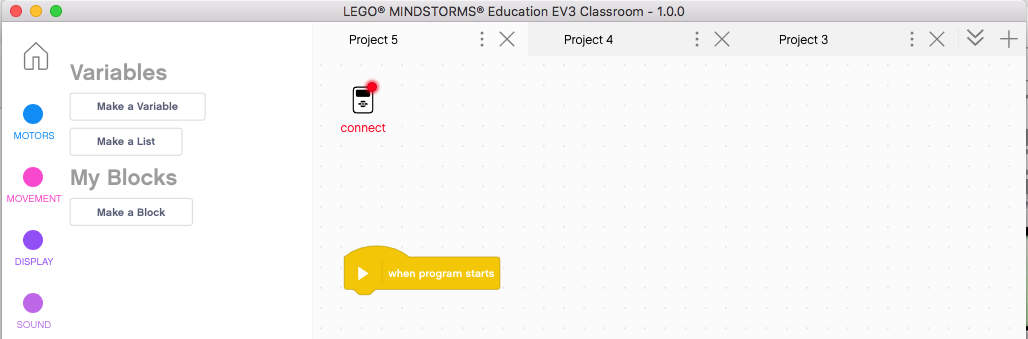 LEGO® MINDSTORMS® Education EV3 Classroom - 1.0.0
Project 5
Project 4
Project 3
Variables
Make a Variable
Make a List
My Blocks
Make a Block
MOTORS
MOVEMENT
DISPLAY
SOUND
connect
when program starts